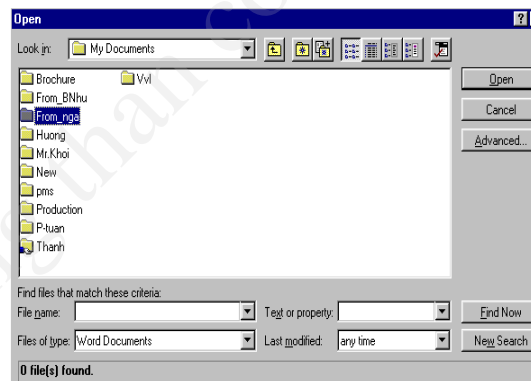 Open ?
Look in: My Documents
Brochure Vvl
From_BNhu
From_nga
Huong
Mr.Khoi
New
pms
Production
P-tuan
Thanh
Open
Cancel
Advanced...
Find files that match these criteria:
File name: Text or property: Find Now
Files of type: Word Documents Last modified: any time New Search
0 file(s) found.